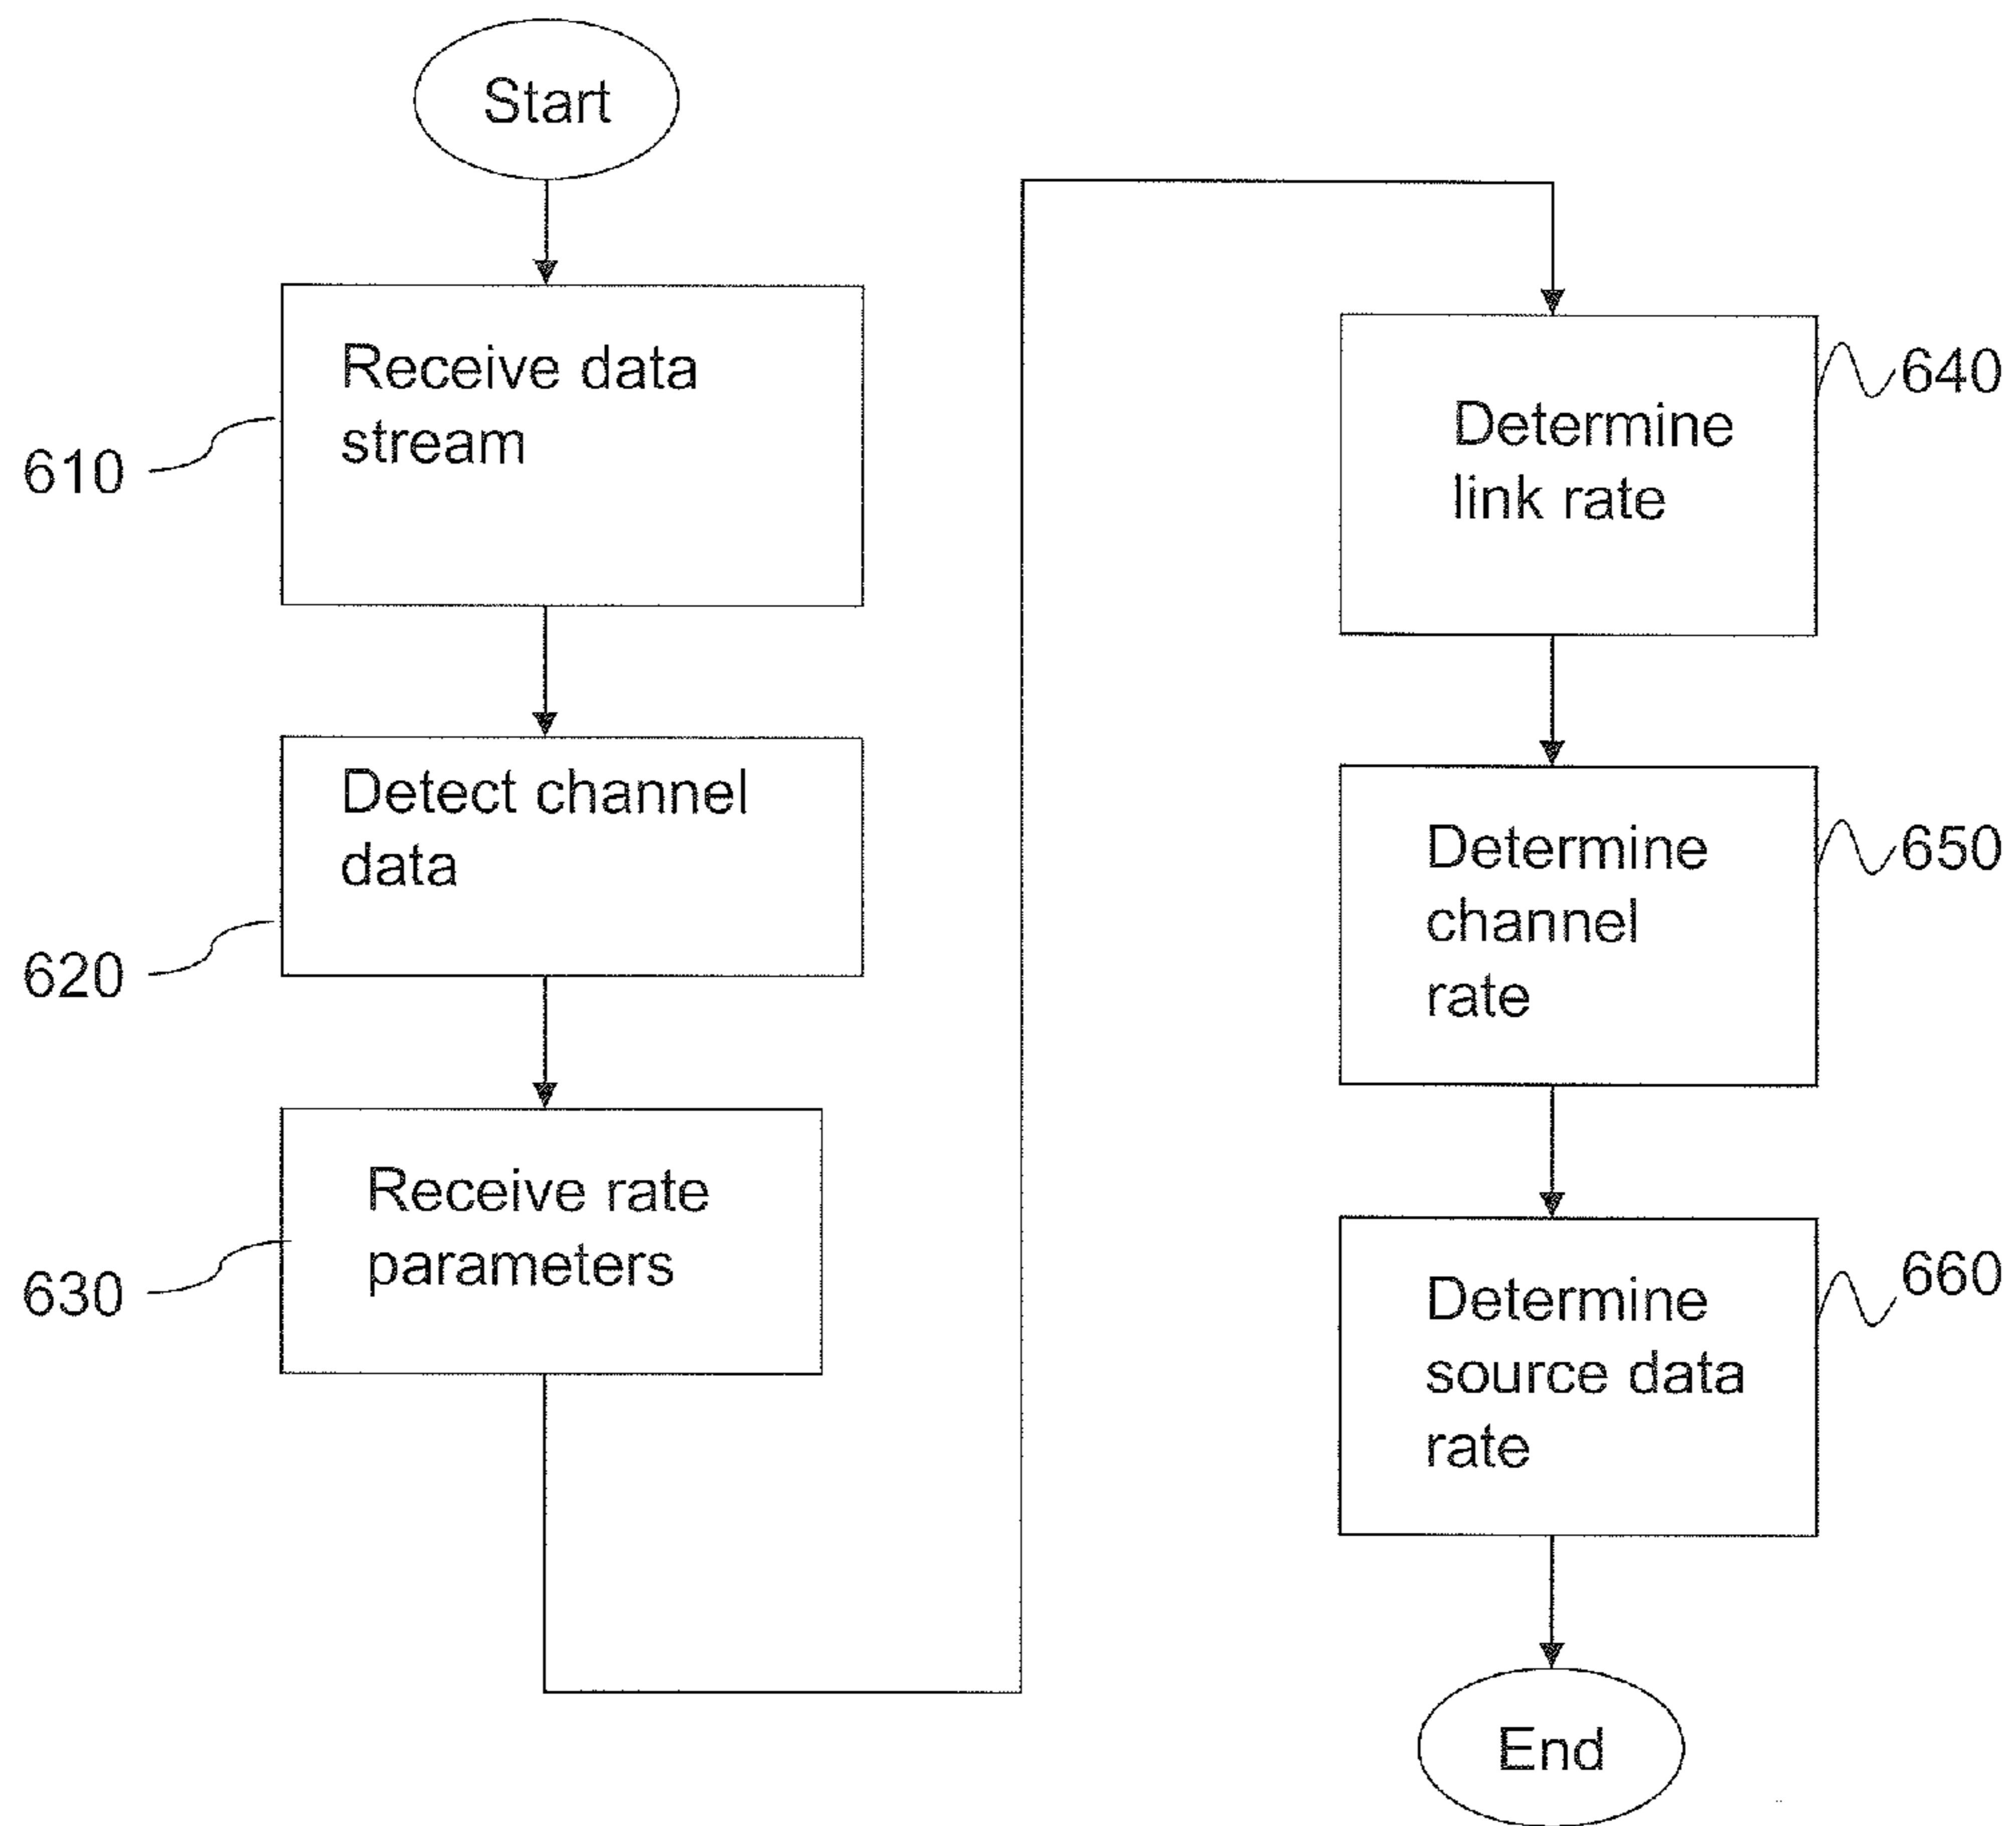 Start
Receive data
stream
610
Detect channel
data
620
Receive rate
parameters
630
Determine
link rate
640
Determine
channel
rate
650
Determine
source data
rate
660
End